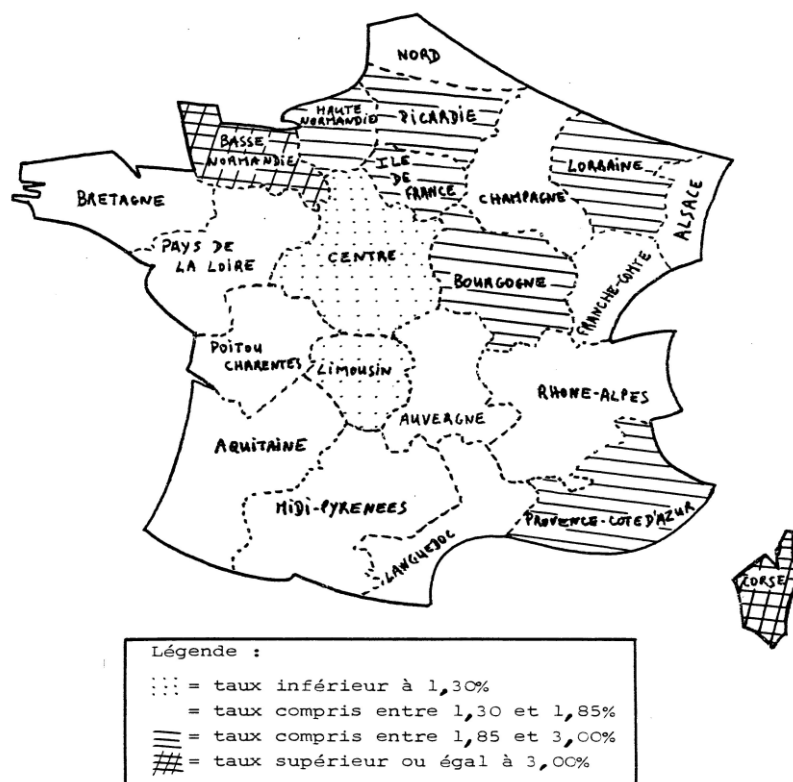 NORD
HAUTE
NORMANDIE
PICARDIE
BASSE
NORMANDIE
ILE
DE
FRANCE
LORRAINE
CHAMPAGNE
ALSACE
BRETAGNE
PAYS DE
LA LOIRE
CENTRE
BOURGOGNE
FRANCHE-COMTE
POITOU
CHARENTES
LIMOUSIN
AUVERGNE
RHONE-ALPES
AQUITAINE
MIDI-PYRENEES
LANGUEDOC
PROVENCE-COTE D'AZUR
CORSE
Légende :
= taux inférieur à 1,30%
= taux compris entre 1,30 et 1,85%
= taux compris entre 1,85 et 3,00%
= taux supérieur ou égal à 3,00%